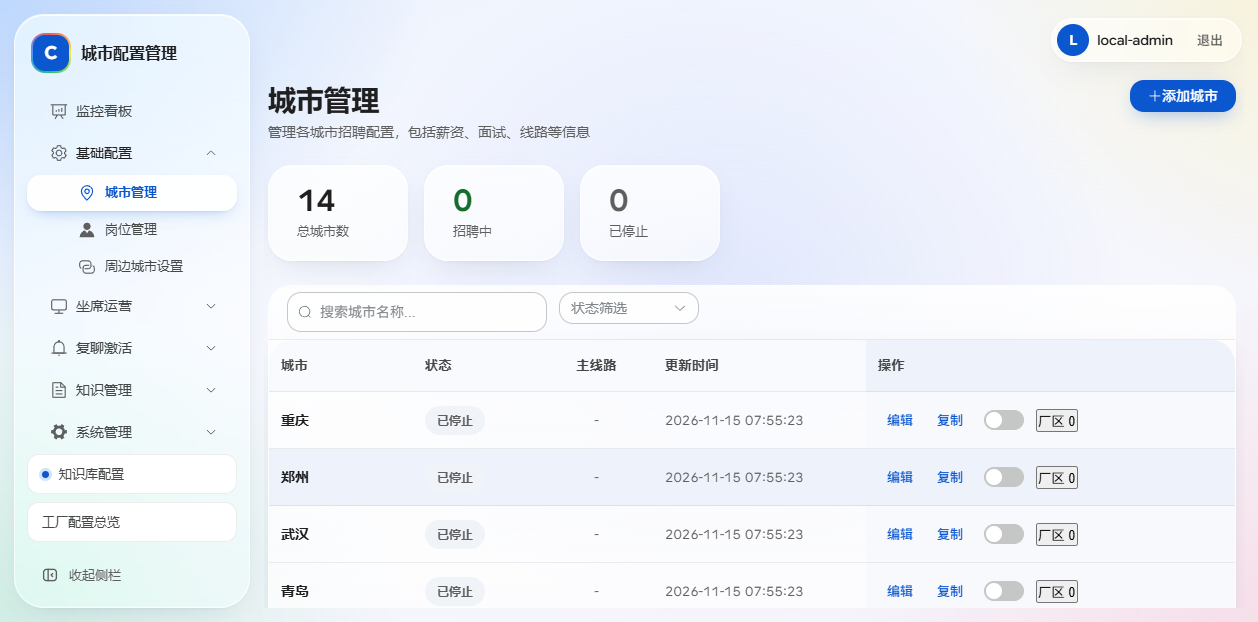 C 城市配置管理
监控看板
基础配置
城市管理
岗位管理
周边城市设置
坐席运营
复聊激活
知识管理
系统管理
知识库配置
工厂配置总览
收起侧栏
L local-admin 退出
城市管理
管理各城市招聘配置，包括薪资、面试、线路等信息
+添加城市
14
总城市数
0
招聘中
0
已停止
搜索城市名称... 状态筛选
城市 状态 主线路 更新时间 操作
重庆 已停止 - 2026-11-15 07:55:23 编辑 复制 厂区 0
郑州 已停止 - 2026-11-15 07:55:23 编辑 复制 厂区 0
武汉 已停止 - 2026-11-15 07:55:23 编辑 复制 厂区 0
青岛 已停止 - 2026-11-15 07:55:23 编辑 复制 厂区 0